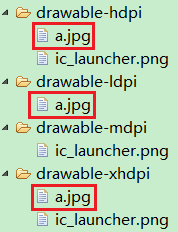 drawable-hdpi
a.jpg
ic_launcher.png
drawable-ldpi
a.jpg
drawable-mdpi
ic_launcher.png
drawable-xhdpi
a.jpg
ic_launcher.png